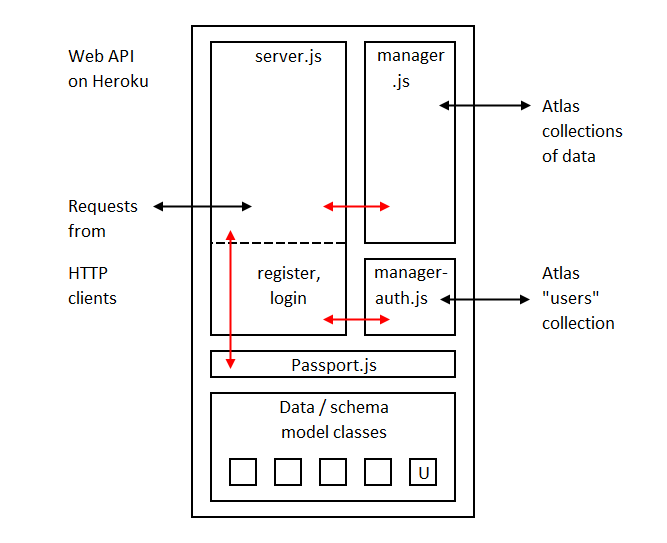 Web API
on Heroku
server.js
manager
.js
Atlas
collections
of data
Requests
from
HTTP
clients
register,
login
manager-
auth.js
Atlas
"users"
collection
Passport.js
Data / schema
model classes
U